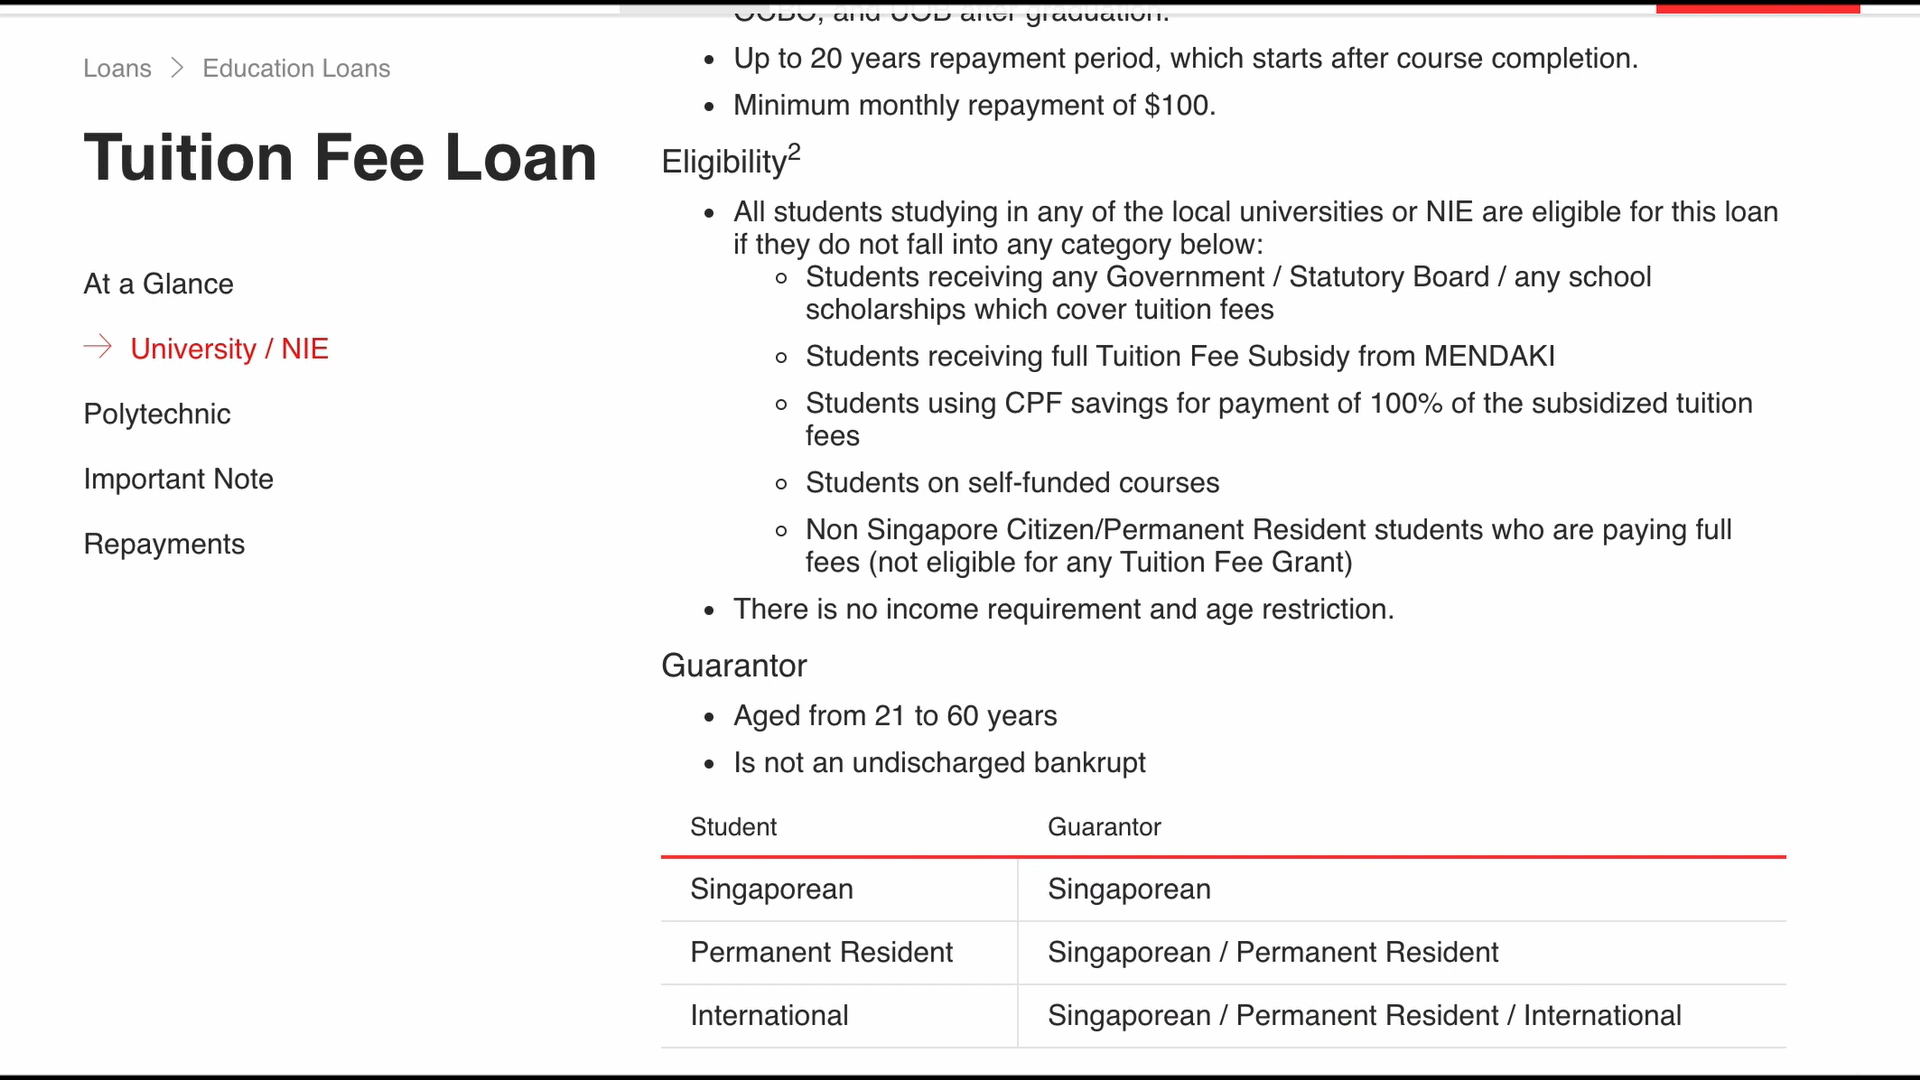 OCBC, and UOB after graduation.
Loans > Education Loans
Tuition Fee Loan
At a Glance
→ University / NIE
Polytechnic
Important Note
Repayments
• Up to 20 years repayment period, which starts after course completion.
• Minimum monthly repayment of $100.
Eligibility²
• All students studying in any of the local universities or NIE are eligible for this loan
if they do not fall into any category below:
○ Students receiving any Government / Statutory Board / any school
scholarships which cover tuition fees
○ Students receiving full Tuition Fee Subsidy from MENDAKI
○ Students using CPF savings for payment of 100% of the subsidized tuition
fees
○ Students on self-funded courses
○ Non Singapore Citizen/Permanent Resident students who are paying full
fees (not eligible for any Tuition Fee Grant)
• There is no income requirement and age restriction.
Guarantor
• Aged from 21 to 60 years
• Is not an undischarged bankrupt
Student Guarantor
Singaporean Singaporean
Permanent Resident Singaporean / Permanent Resident
International Singaporean / Permanent Resident / International